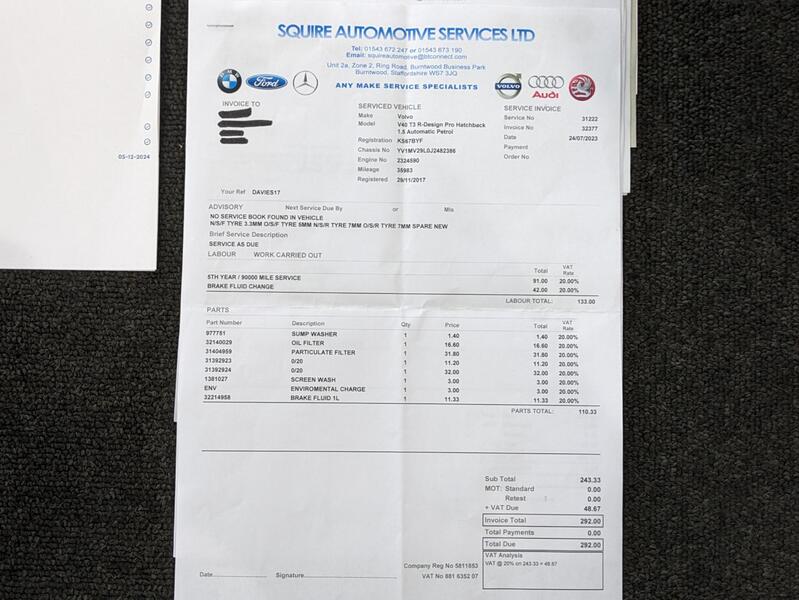 05-12-2024
SQUIRE AUTOMOTIVE SERVICES LTD
Tel: 01543 672 247 or 01543 673 190
Email: squireautomotive@btconnect.com
Unit 2a, Zone 2, Ring Road, Burntwood Business Park
Burntwood, Staffordshire WS7 3JQ
BMW
Ford
ANY MAKE SERVICE SPECIALISTS
VOLVO
Audi
INVOICE TO
SERVICED VEHICLE
Make Volvo
Model V40 T3 R-Design Pro Hatchback
1.5 Automatic Petrol
Registration KS67BYF
Chassis No YV1MV29L0J2482386
Engine No 2324590
Mileage 35983
Registered 29/11/2017
SERVICE INVOICE
Service No 31222
Invoice No 32377
Date 24/07/2023
Payment
Order No
Your Ref DAVIES17
ADVISORY Next Service Due By or Mls
NO SERVICE BOOK FOUND IN VEHICLE
N/S/F TYRE 3.3MM O/S/F TYRE 5MM N/S/R TYRE 7MM O/S/R TYRE 7MM SPARE NEW
Brief Service Description
SERVICE AS DUE
LABOUR WORK CARRIED OUT
Total VAT Rate
5TH YEAR / 90000 MILE SERVICE 91.00 20.00%
BRAKE FLUID CHANGE 42.00 20.00%
LABOUR TOTAL: 133.00
PARTS
Part Number Description Qty Price Total VAT Rate
977751 SUMP WASHER 1 1.40 1.40 20.00%
32140029 OIL FILTER 1 16.60 16.60 20.00%
31404959 PARTICULATE FILTER 1 31.80 31.80 20.00%
31392923 0/20 1 11.20 11.20 20.00%
31392924 0/20 1 32.00 32.00 20.00%
1381027 SCREEN WASH 1 3.00 3.00 20.00%
ENV ENVIROMENTAL CHARGE 1 3.00 3.00 20.00%
32214958 BRAKE FLUID 1L 1 11.33 11.33 20.00%
PARTS TOTAL: 110.33
Sub Total 243.33
MOT: Standard 0.00
Retest 0.00
+ VAT Due 48.67
Invoice Total 292.00
Total Payments 0.00
Total Due 292.00
VAT Analysis
VAT @ 20% on 243.33 = 48.67
Company Reg No 5811853
VAT No 881 6352 07
Date Signature